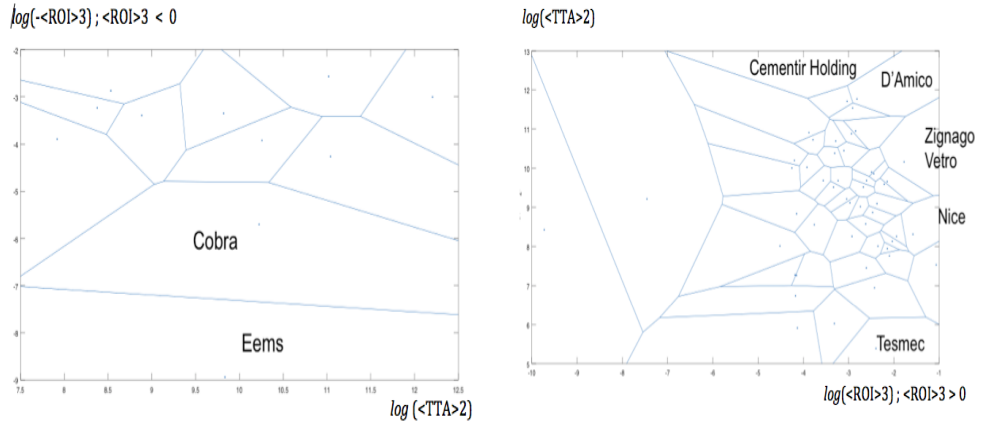 log(-<ROI>3) ; <ROI>3 < 0
-2
-3
-4
-5
-6
-7
-8
-9
Cobra
Eems
7.5 8 8.5 9 9.5 10 10.5 11 11.5 12 12.5
log (<TTA>2)
log(<TTA>2)
13
12
11
10
9
8
7
6
5
Cementir Holding
D'Amico
Zignago
Vetro
Nice
Tesmec
-10 -9 -8 -7 -6 -5 -4 -3 -2 -1
log(<ROI>3) ; <ROI>3 > 0